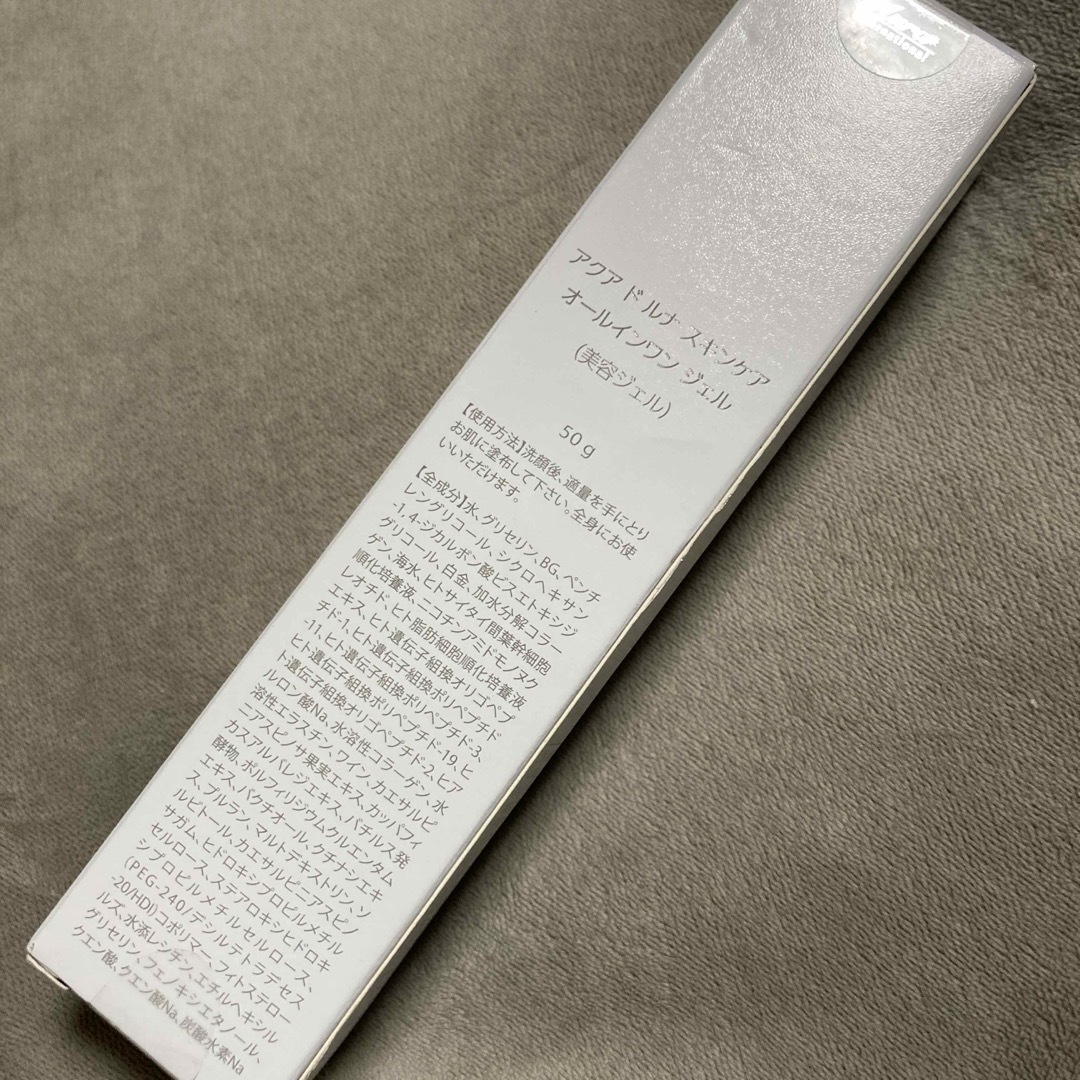 アクア ド ルナ スキンケア
オールインワン ジェル
(美容ジェル)
50 g
【使用方法】洗顔後、適量を手にとり
お肌に塗布して下さい。全身にお使
いいただけます。
【全成分】水、グリセリン、BG、ペンチ
レングリコール、シクロヘキサン
-1, 4-ジカルボン酸ビスエトキシジ
グリコール、白金、加水分解コラー
ゲン、海水、ヒトサイタイ間葉幹細胞
順化培養液、ニコチンアミドモノヌク
レオチド、ヒト脂肪細胞順化培養液
エキス、ヒト遺伝子組換オリゴペプ
チド-1、ヒト遺伝子組換ポリペプチド
-11、ヒト遺伝子組換ポリペプチド-3、
ヒト遺伝子組換ポリペプチド-19、ヒ
ト遺伝子組換オリゴペプチド-2、ヒア
ルロン酸Na、水溶性コラーゲン、水
溶性エラスチン、ワイン、カエサルピ
ニアスピノサ果実エキス、カッパフィ
カスアルバレジエキス、バチルス発
酵物、ポルフィリジウムクルエンタム
エキス、バクチオール、クチナシエキ
ス、プルラン、マルトデキストリン、ソ
ルビトール、カエサルピニアスピノ
サガム、ヒドロキシプロピルメチル
セルロース、ステアロキシヒドロキ
シプロピルメチルセルロース、
(PEG-240/デシルテトラデセス
-20/HDI)コポリマー、フィトステロー
ルズ、水添レシチン、エチルヘキシル
グリセリン、フェノキシエタノール、
クエン酸、クエン酸Na、炭酸水素Na